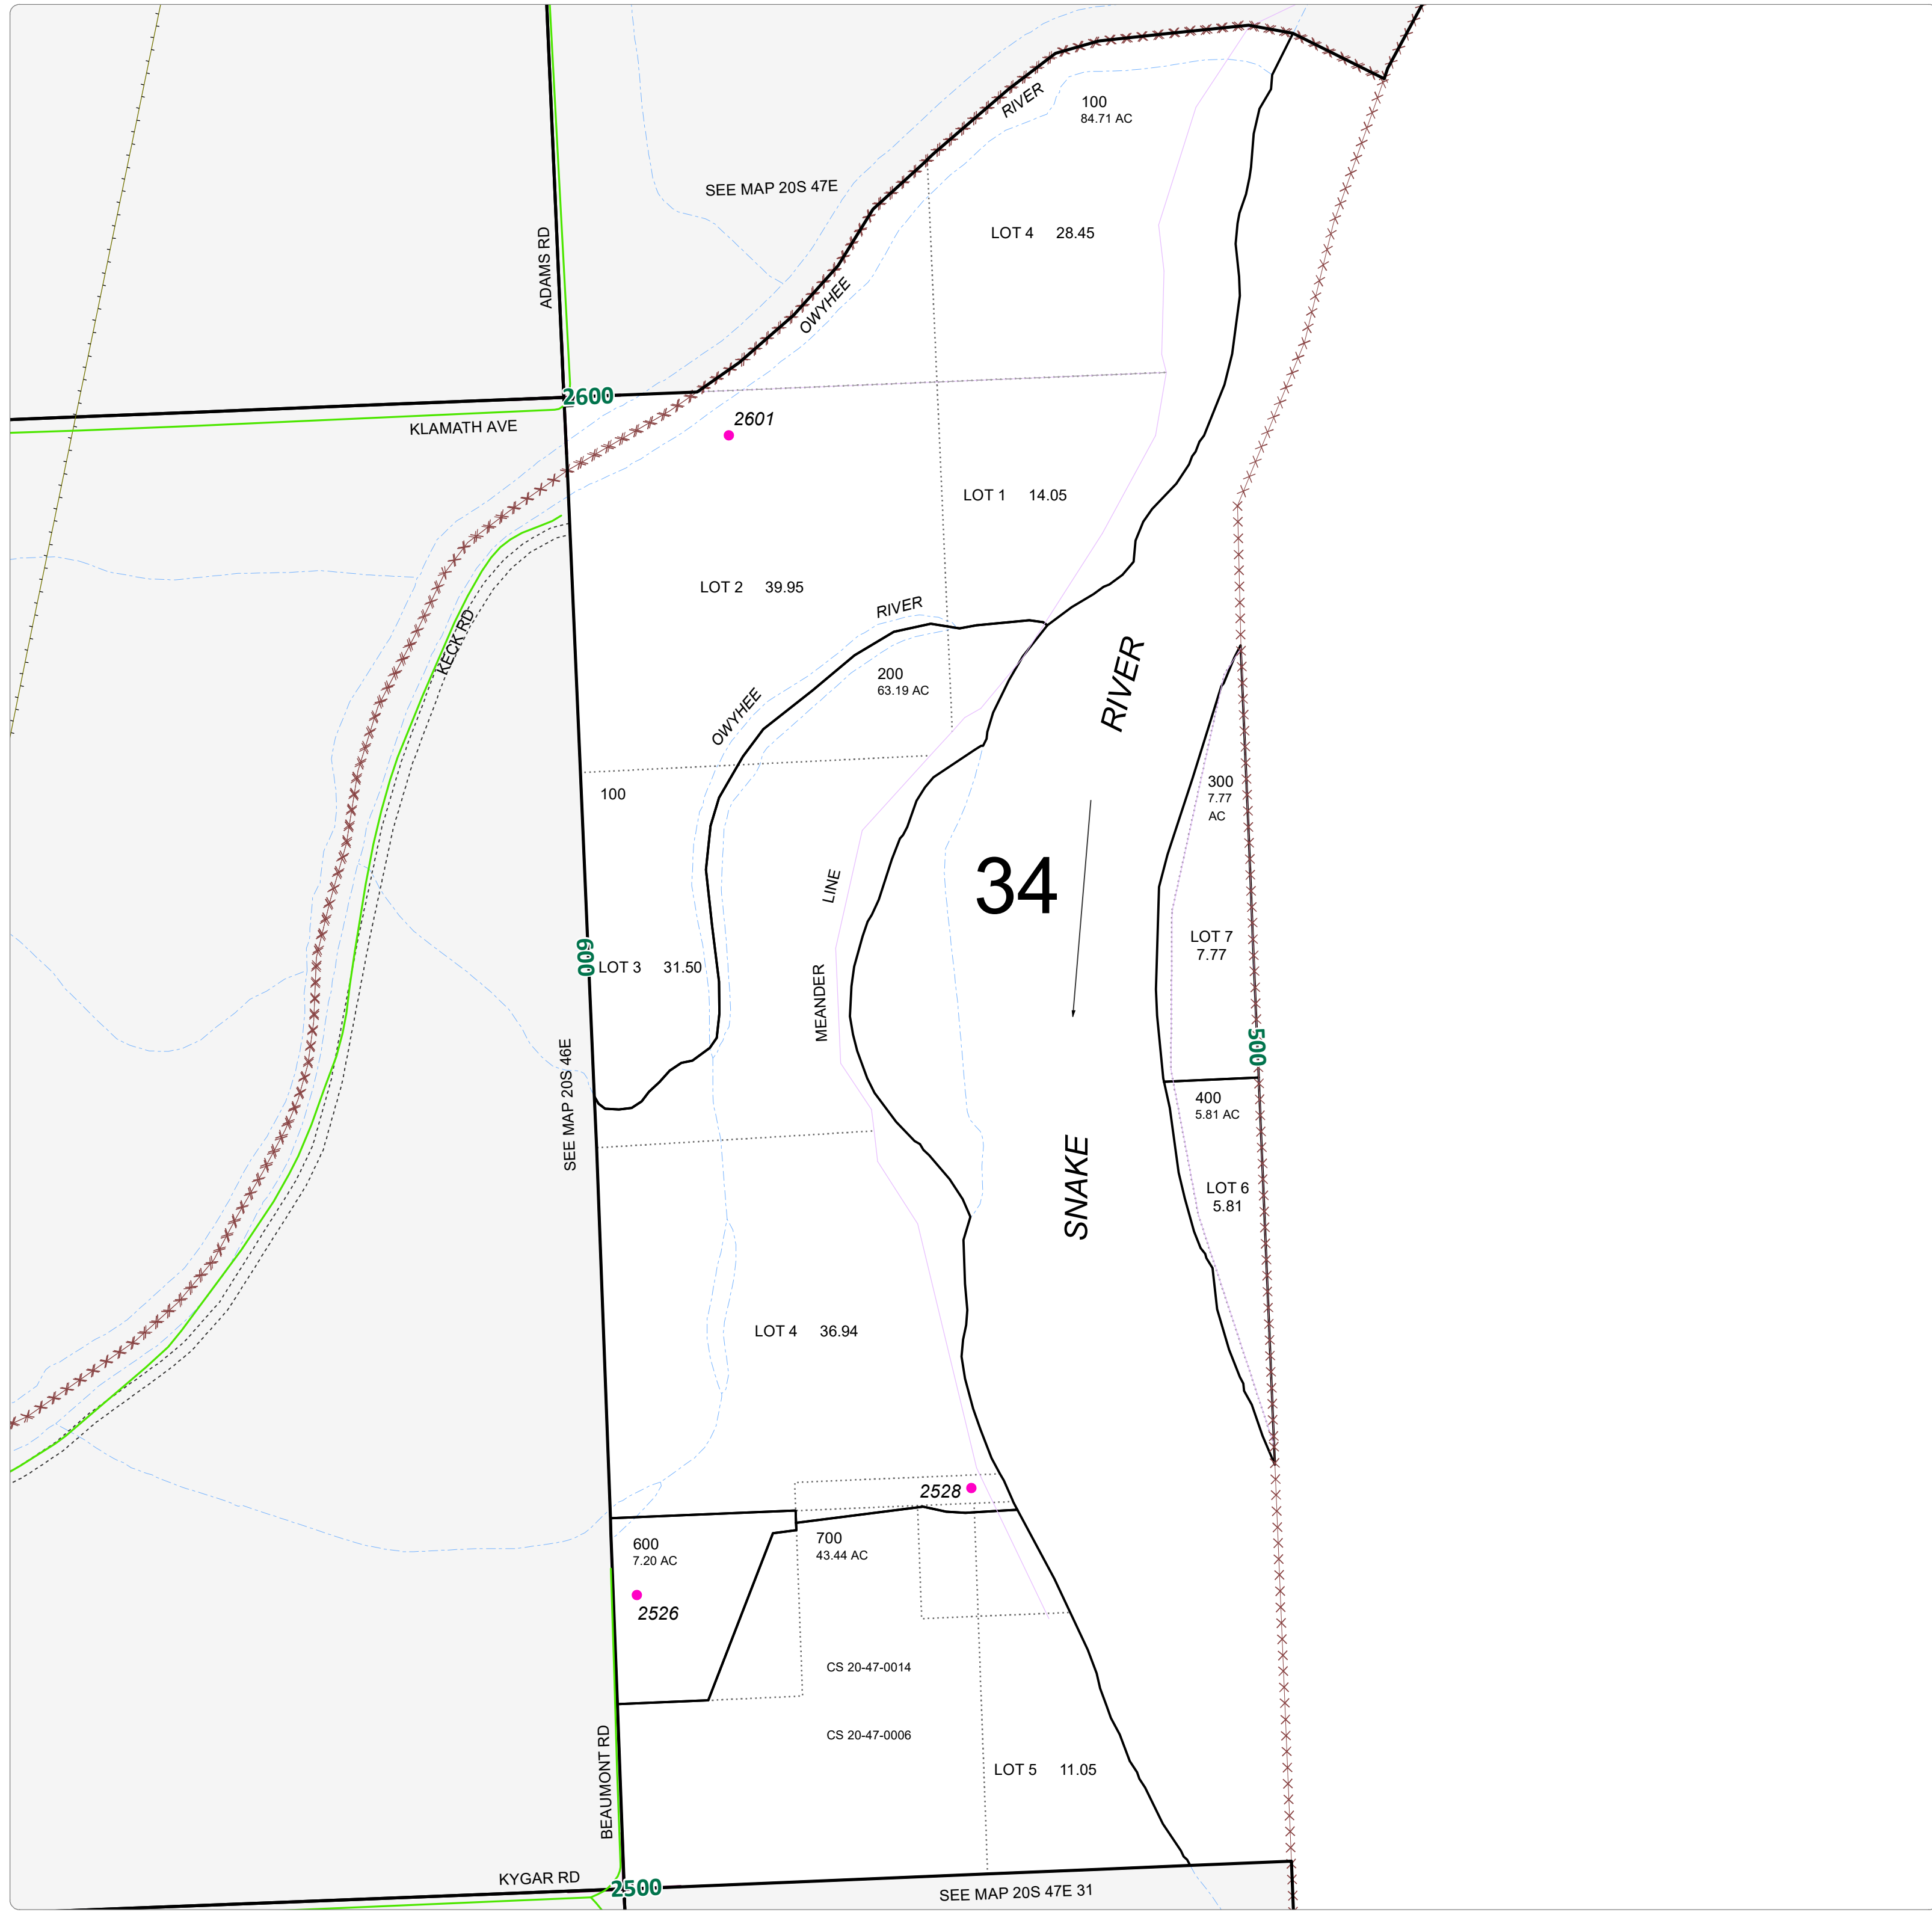 100
84.71 AC
RIVER
SEE MAP 20S 47E
LOT 4 28.45
ADAMS RD
OWYHEE
2600
KLAMATH AVE
2601
LOT 1 14.05
LOT 2 39.95
RIVER
KECK RD
200
63.19 AC
RIVER
OWYHEE
300
7.77
AC
100
LINE
34
LOT 7
7.77
600
LOT 3 31.50
MEANDER
500
SEE MAP 20S 46E
400
5.81 AC
SNAKE
LOT 6
5.81
LOT 4 36.94
2528
600
7.20 AC
700
43.44 AC
2526
CS 20-47-0014
CS 20-47-0006
BEAUMONT RD
LOT 5 11.05
KYGAR RD
2500
SEE MAP 20S 47E 31